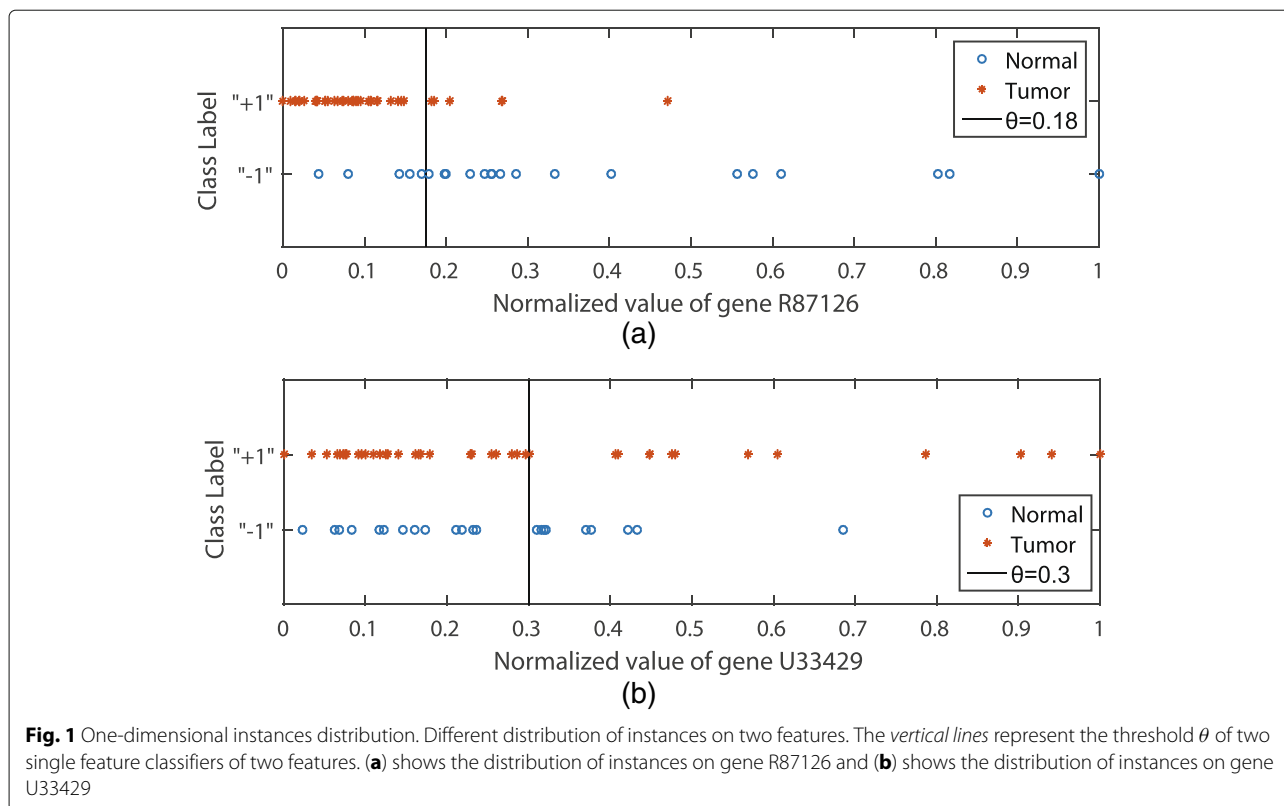 Class Label
"+1"
"-1"
Normal
Tumor
θ=0.18
0 0.1 0.2 0.3 0.4 0.5 0.6 0.7 0.8 0.9 1
Normalized value of gene R87126
(a)
Class Label
"+1"
"-1"
Normal
Tumor
θ=0.3
0 0.1 0.2 0.3 0.4 0.5 0.6 0.7 0.8 0.9 1
Normalized value of gene U33429
(b)
Fig. 1 One-dimensional instances distribution. Different distribution of instances on two features. The vertical lines represent the threshold θ of two
single feature classifiers of two features. (a) shows the distribution of instances on gene R87126 and (b) shows the distribution of instances on gene
U33429